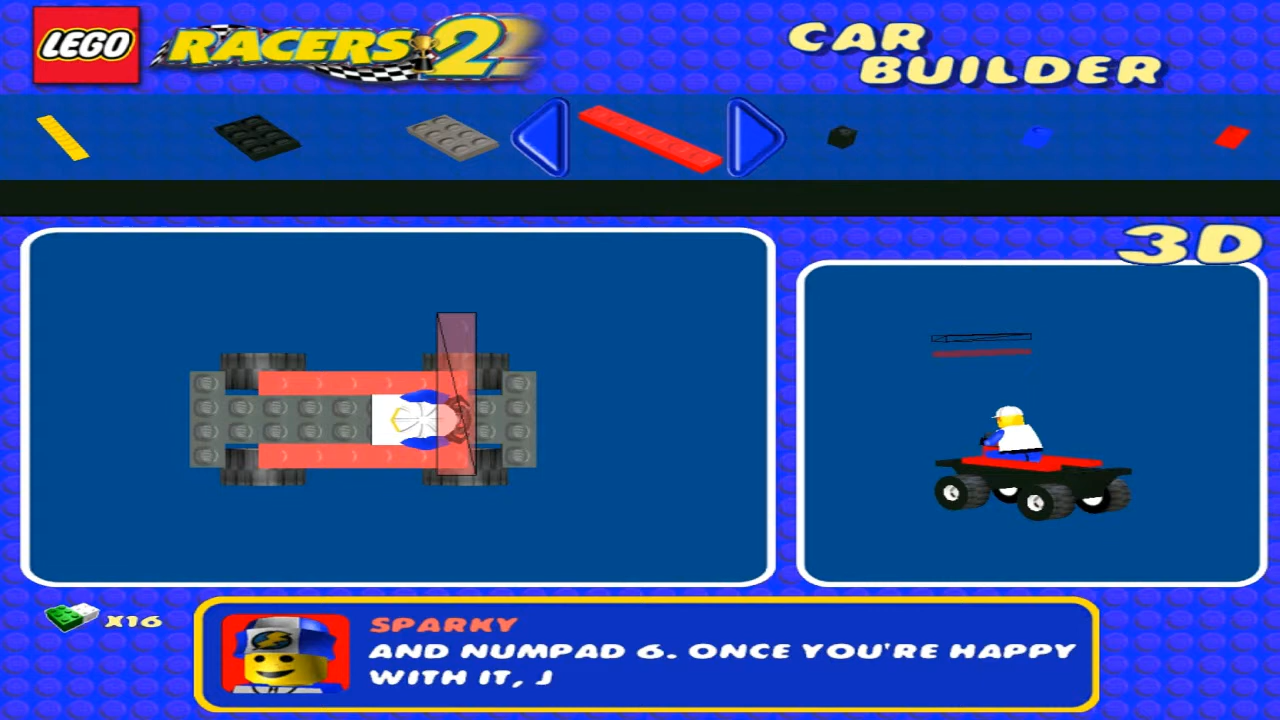 LEGO
RACERS 2
CAR
BUILDER
3D
X16
SPARKY
AND NUMPAD 6. ONCE YOU'RE HAPPY
WITH IT, J